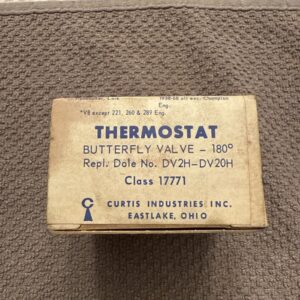 1938-66 all exc. Champion
Eng.
*V8 except 221, 260 & 289 Eng.
THERMOSTAT
BUTTERFLY VALVE - 180°
Repl. Dole No. DV2H-DV20H
Class 17771
CURTIS INDUSTRIES INC.
EASTLAKE, OHIO